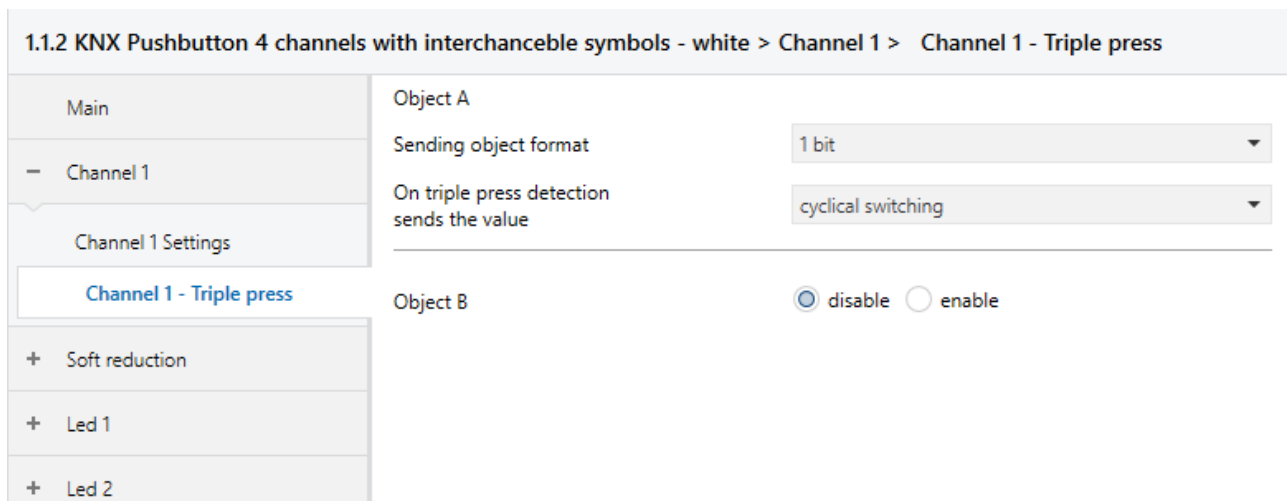 1.1.2 KNX Pushbutton 4 channels with interchanceble symbols - white > Channel 1 > Channel 1 - Triple press
Main
− Channel 1
Channel 1 Settings
Channel 1 - Triple press
+ Soft reduction
+ Led 1
+ Led 2
Object A
Sending object format 1 bit
On triple press detection
sends the value cyclical switching
Object B disable enable